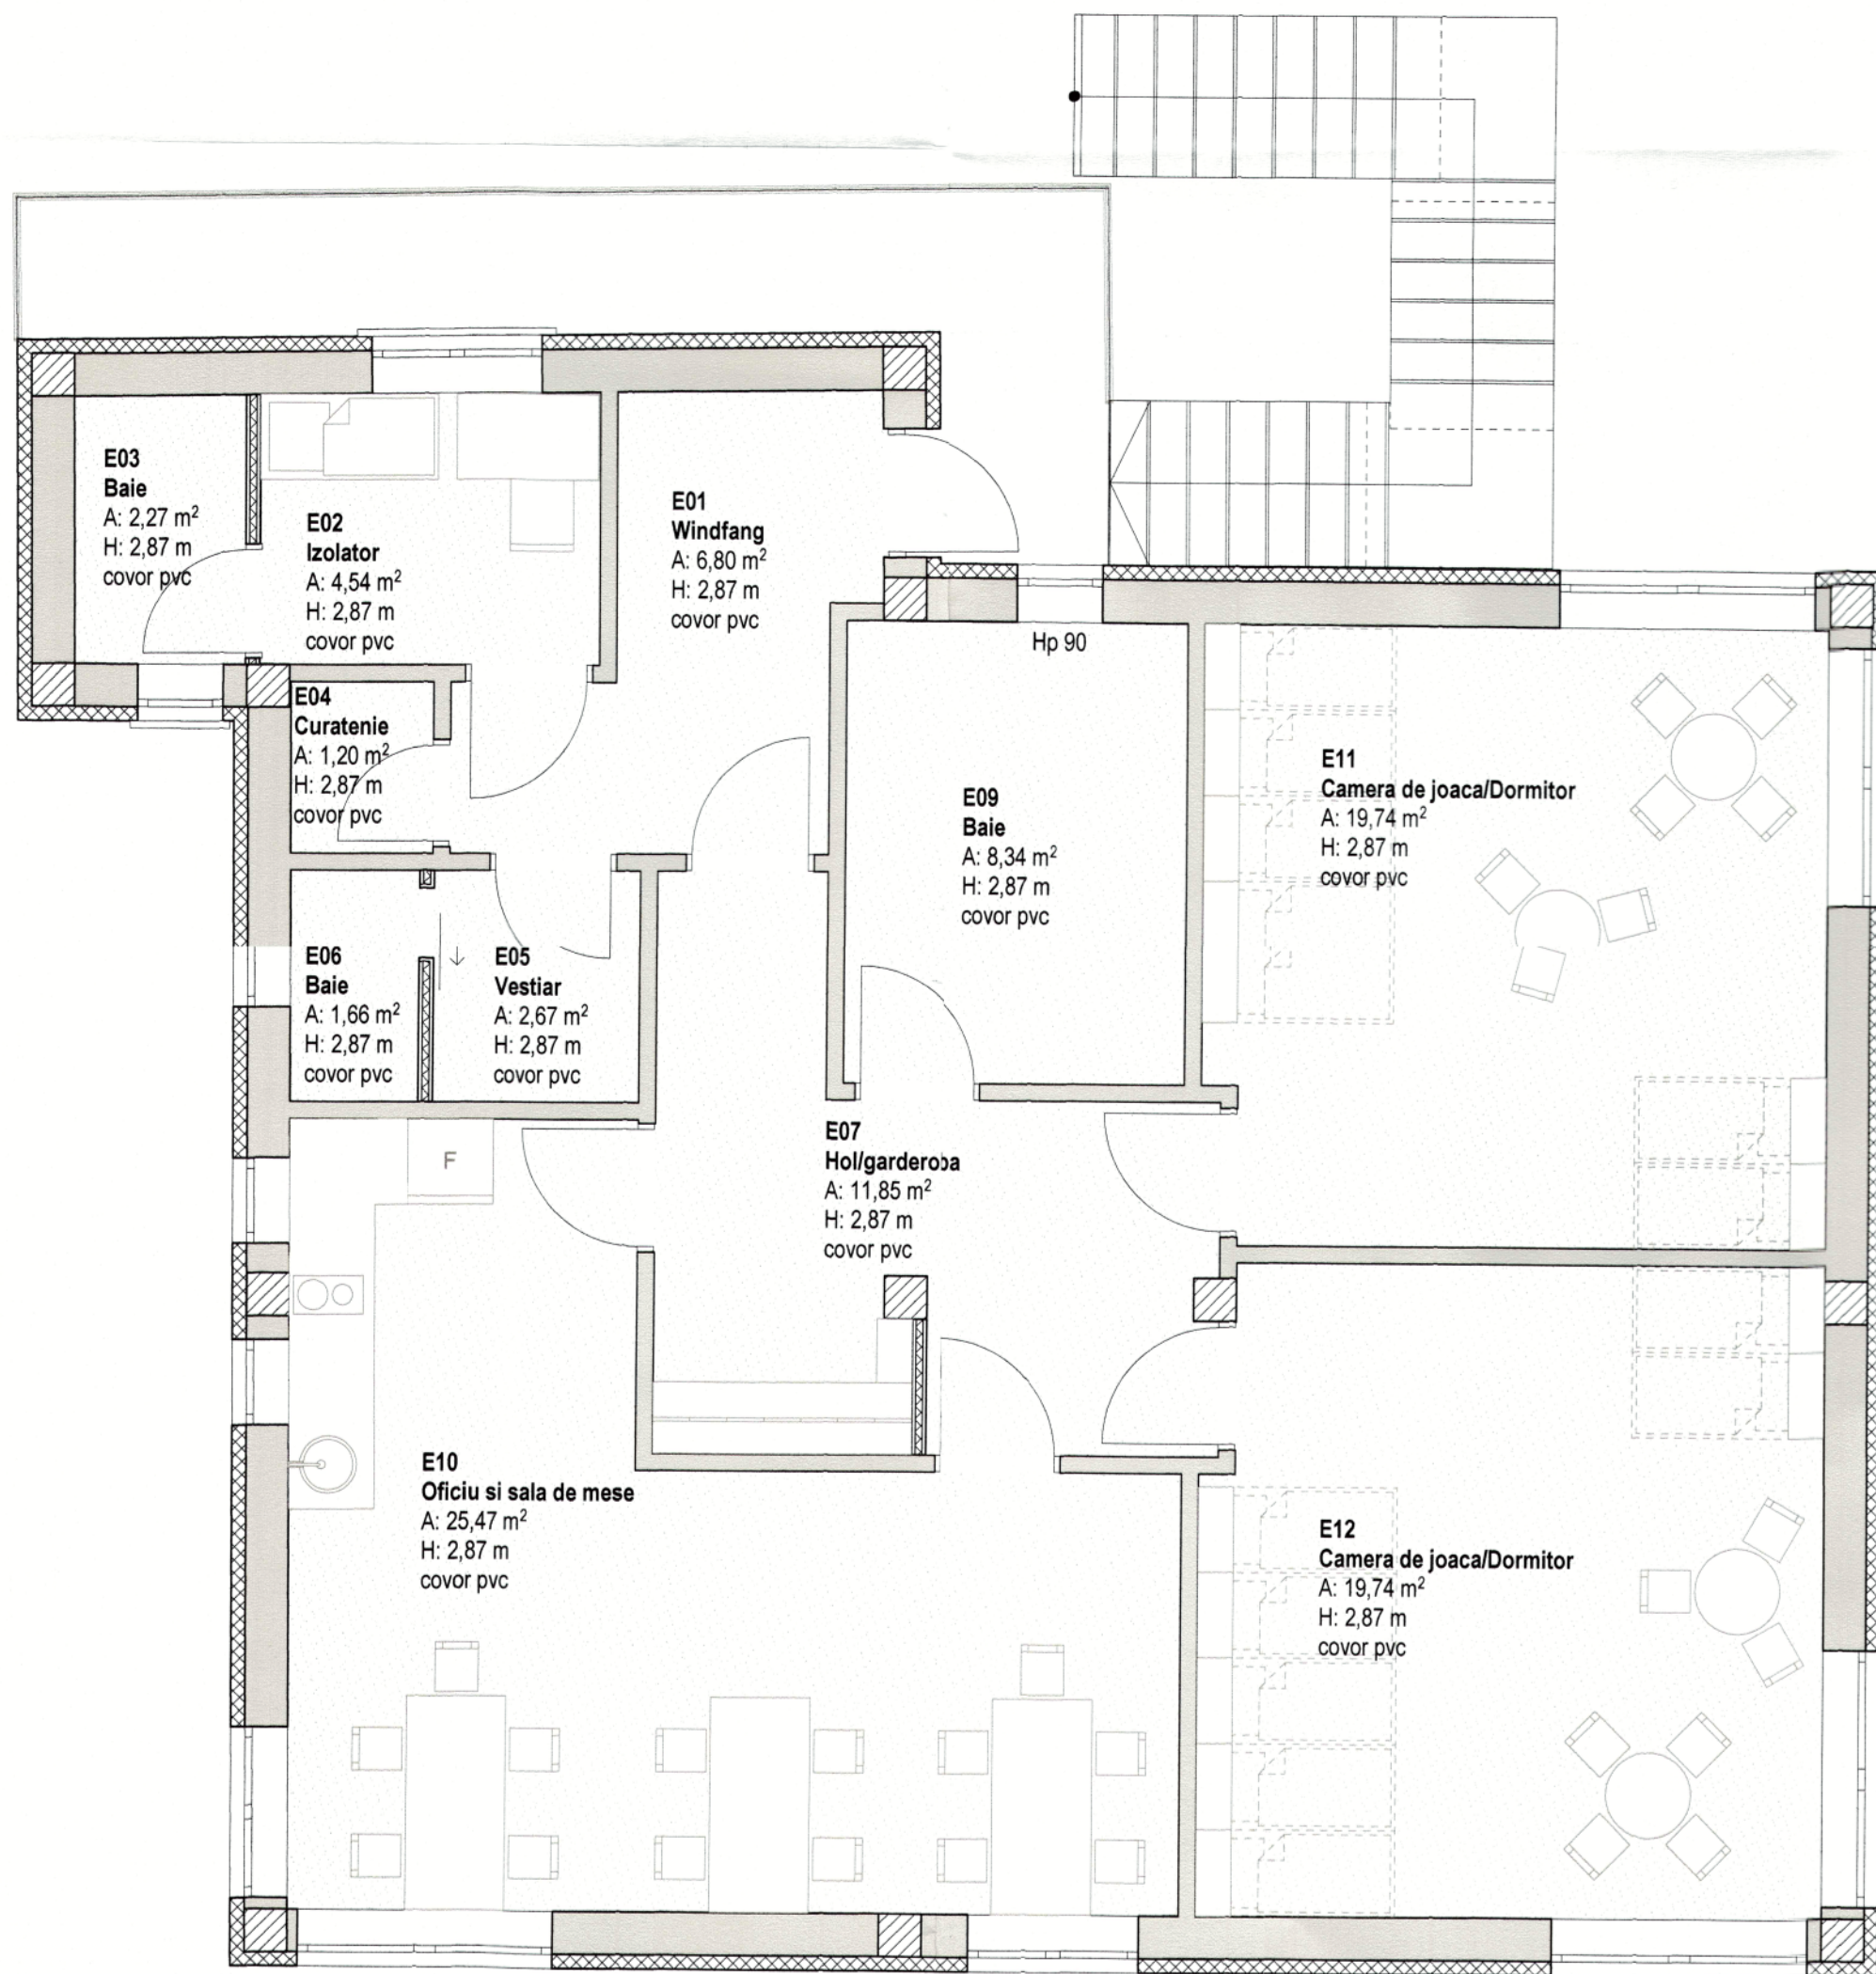 E03
Baie
A: 2,27 m²
H: 2,87 m
covor pvc
E02
Izolator
A: 4,54 m²
H: 2,87 m
covor pvc
E01
Windfang
A: 6,80 m²
H: 2,87 m
covor pvc
Hp 90
E04
Curatenie
A: 1,20 m²
H: 2,87 m
covor pvc
E09
Baie
A: 8,34 m²
H: 2,87 m
covor pvc
E11
Camera de joaca/Dormitor
A: 19,74 m²
H: 2,87 m
covor pvc
E06
Baie
A: 1,66 m²
H: 2,87 m
covor pvc
E05
Vestiar
A: 2,67 m²
H: 2,87 m
covor pvc
F
E07
Hol/garderoba
A: 11,85 m²
H: 2,87 m
covor pvc
E10
Oficiu si sala de mese
A: 25,47 m²
H: 2,87 m
covor pvc
E12
Camera de joaca/Dormitor
A: 19,74 m²
H: 2,87 m
covor pvc